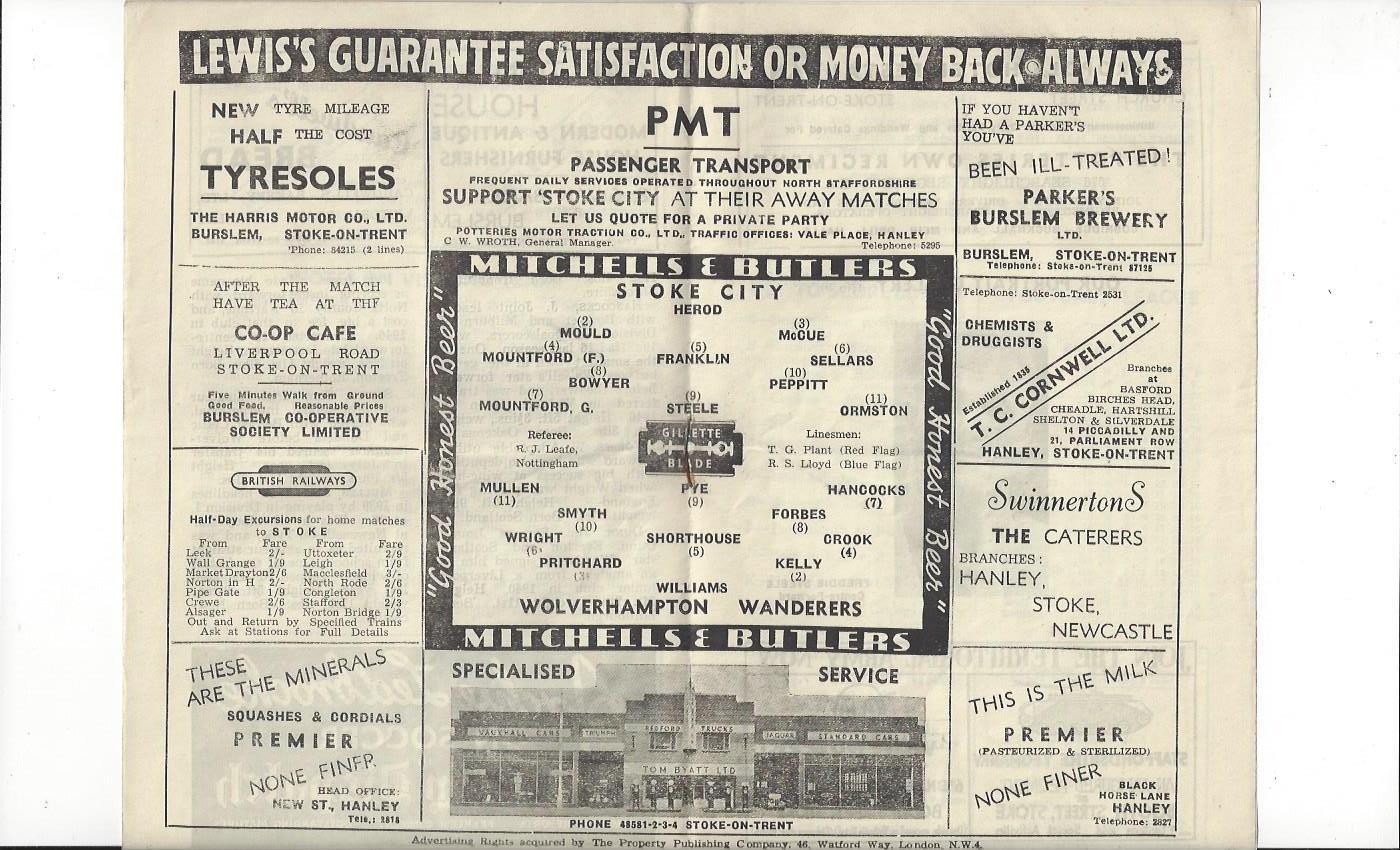 LEWIS'S GUARANTEE SATISFACTION OR MONEY BACK ALWAYS
NEW TYRE MILEAGE
HALF THE COST
TYRESOLES
THE HARRIS MOTOR CO., LTD.
BURSLEM, STOKE-ON-TRENT
'Phone: 84215 (2 lines)
AFTER THE MATCH
HAVE TEA AT THE
CO-OP CAFE
LIVERPOOL ROAD
STOKE-ON-TRENT
Five Minutes Walk from Ground
Good Food, Reasonable Prices
BURSLEM CO-OPERATIVE
SOCIETY LIMITED
BRITISH RAILWAYS
Half-Day Excursions for home matches
to STOKE
From Fare From Fare
Leek 2/- Uttoxeter 2/9
Wall Grange 1/9 Leigh 1/9
Market Drayton 2/6 Macclesfield 3/-
Norton in H 2/- North Rode 2/6
Pipe Gate 1/9 Congleton 1/9
Crewe 2/6 Stafford 2/3
Alsager 1/9 Norton Bridge 1/9
Out and Return by Specified Trains
Ask at Stations for Full Details
THESE
ARE THE MINERALS
SQUASHES & CORDIALS
PREMIER
NONE FINER
HEAD OFFICE:
NEW ST., HANLEY
Tele.: 2818
PMT
PASSENGER TRANSPORT
FREQUENT DAILY SERVICES OPERATED THROUGHOUT NORTH STAFFORDSHIRE
SUPPORT 'STOKE CITY AT THEIR AWAY MATCHES
LET US QUOTE FOR A PRIVATE PARTY
POTTERIES MOTOR TRACTION CO., LTD., TRAFFIC OFFICES: VALE PLACE, HANLEY
C W. WROTH, General Manager. Telephone: 5295
MITCHELLS & BUTLERS
"Good Honest Beer"
STOKE CITY
HEROD
(2) (3)
MOULD McCUE
(4) (5) (6)
MOUNTFORD (F.) FRANKLIN SELLARS
(8) (10)
BOWYER PEPPITT
(7) (9) (11)
MOUNTFORD, G. STEELE ORMSTON
Referee:
R. J. Leafe,
Nottingham
GILLETTE
BLADE
Linesmen:
T. G. Plant (Red Flag)
R. S. Lloyd (Blue Flag)
MULLEN PYE HANCOCKS
(11) (9) (7)
SMYTH FORBES
(10) (8)
WRIGHT SHORTHOUSE CROOK
(6) (5) (4)
PRITCHARD KELLY
(3) (2)
WILLIAMS
WOLVERHAMPTON WANDERERS
"Good Honest Beer"
MITCHELLS & BUTLERS
SPECIALISED SERVICE
VAUXHALL CARS TRIUMPH BEDFORD TRUCKS JAGUAR STANDARD CARS
TOM BYATT LTD
PHONE 48581-2-3-4 STOKE-ON-TRENT
IF YOU HAVEN'T
HAD A PARKER'S
YOU'VE
BEEN ILL-TREATED!
PARKER'S
BURSLEM BREWERY
LTD.
BURSLEM, STOKE-ON-TRENT
Telephone: Stoke-on-Trent 87125
Telephone: Stoke-on-Trent 2531
CHEMISTS &
DRUGGISTS
Established 1835
T. C. CORNWELL LTD.
Branches
at
BASFORD
BIRCHES HEAD,
CHEADLE, HARTSHILL
SHELTON & SILVERDALE
14 PICCADILLY AND
21, PARLIAMENT ROW
HANLEY, STOKE-ON-TRENT
SwinnertonS
THE CATERERS
BRANCHES:
HANLEY,
STOKE,
NEWCASTLE
THIS IS THE MILK
PREMIER
(PASTEURIZED & STERILIZED)
NONE FINER
BLACK
HORSE LANE
HANLEY
Telephone: 2827
Advertising Rights acquired by The Property Publishing Company, 46, Watford Way, London, N.W.4.